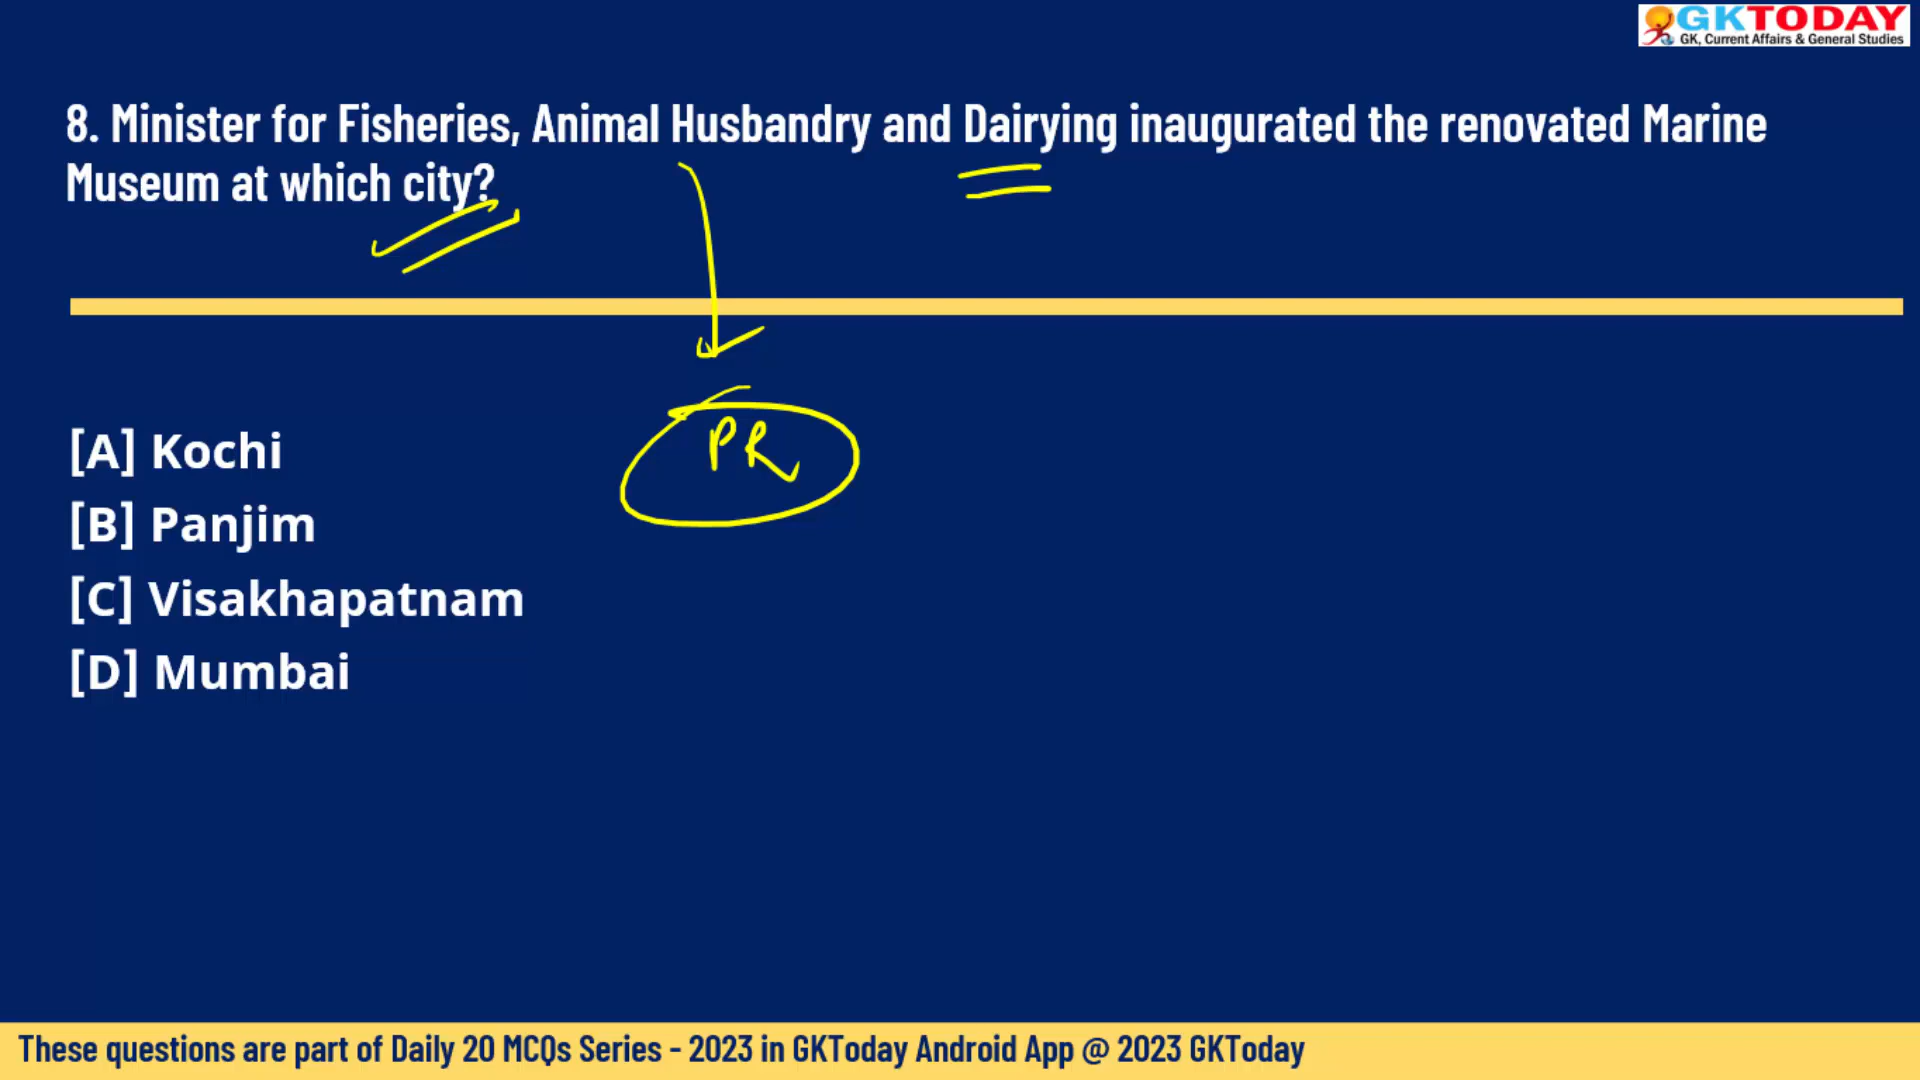 GKTODAY
GK, Current Affairs & General Studies
8. Minister for Fisheries, Animal Husbandry and Dairying inaugurated the renovated Marine
Museum at which city?
PR
[A] Kochi
[B] Panjim
[C] Visakhapatnam
[D] Mumbai
These questions are part of Daily 20 MCQs Series - 2023 in GKToday Android App @ 2023 GKToday